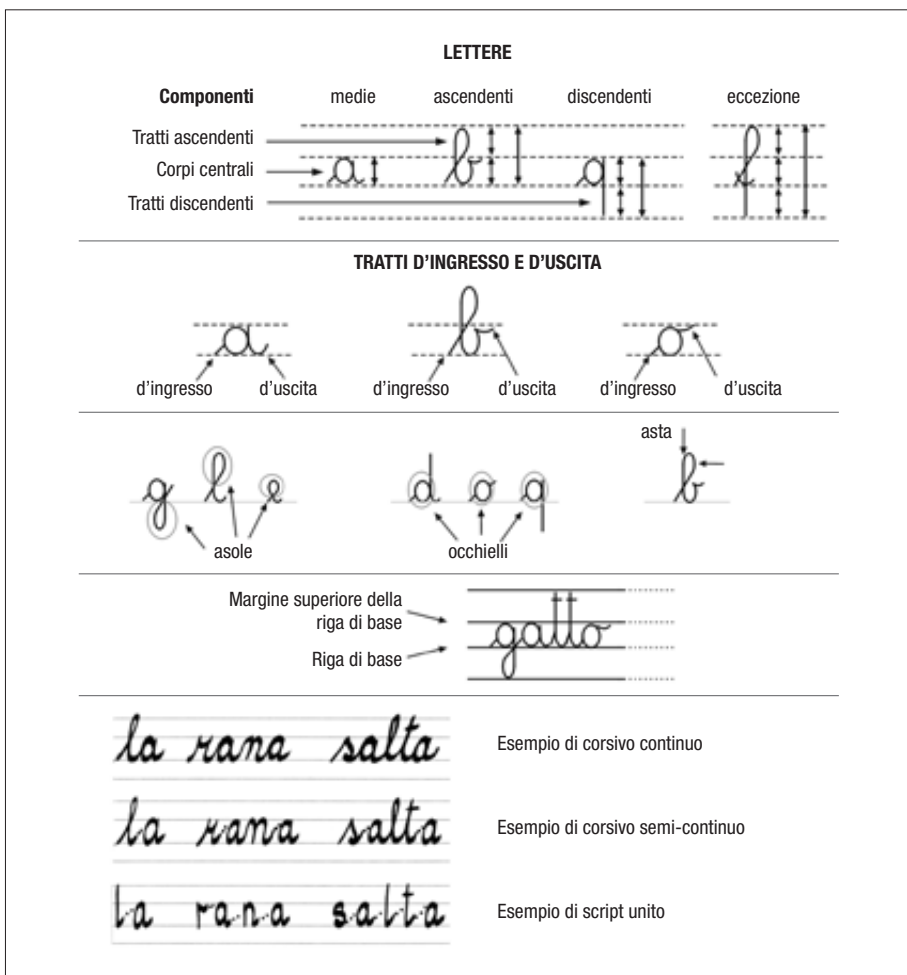 LETTERE
Componenti medie ascendenti discendenti eccezione
Tratti ascendenti b
Corpi centrali a q f
Tratti discendenti
TRATTI D'INGRESSO E D'USCITA
a b o
d'ingresso d'uscita d'ingresso d'uscita d'ingresso d'uscita
asta
g l e d o q b
asole occhielli
Margine superiore della
riga di base
gatto
Riga di base
la rana salta Esempio di corsivo continuo
la rana salta Esempio di corsivo semi-continuo
la rana salta Esempio di script unito